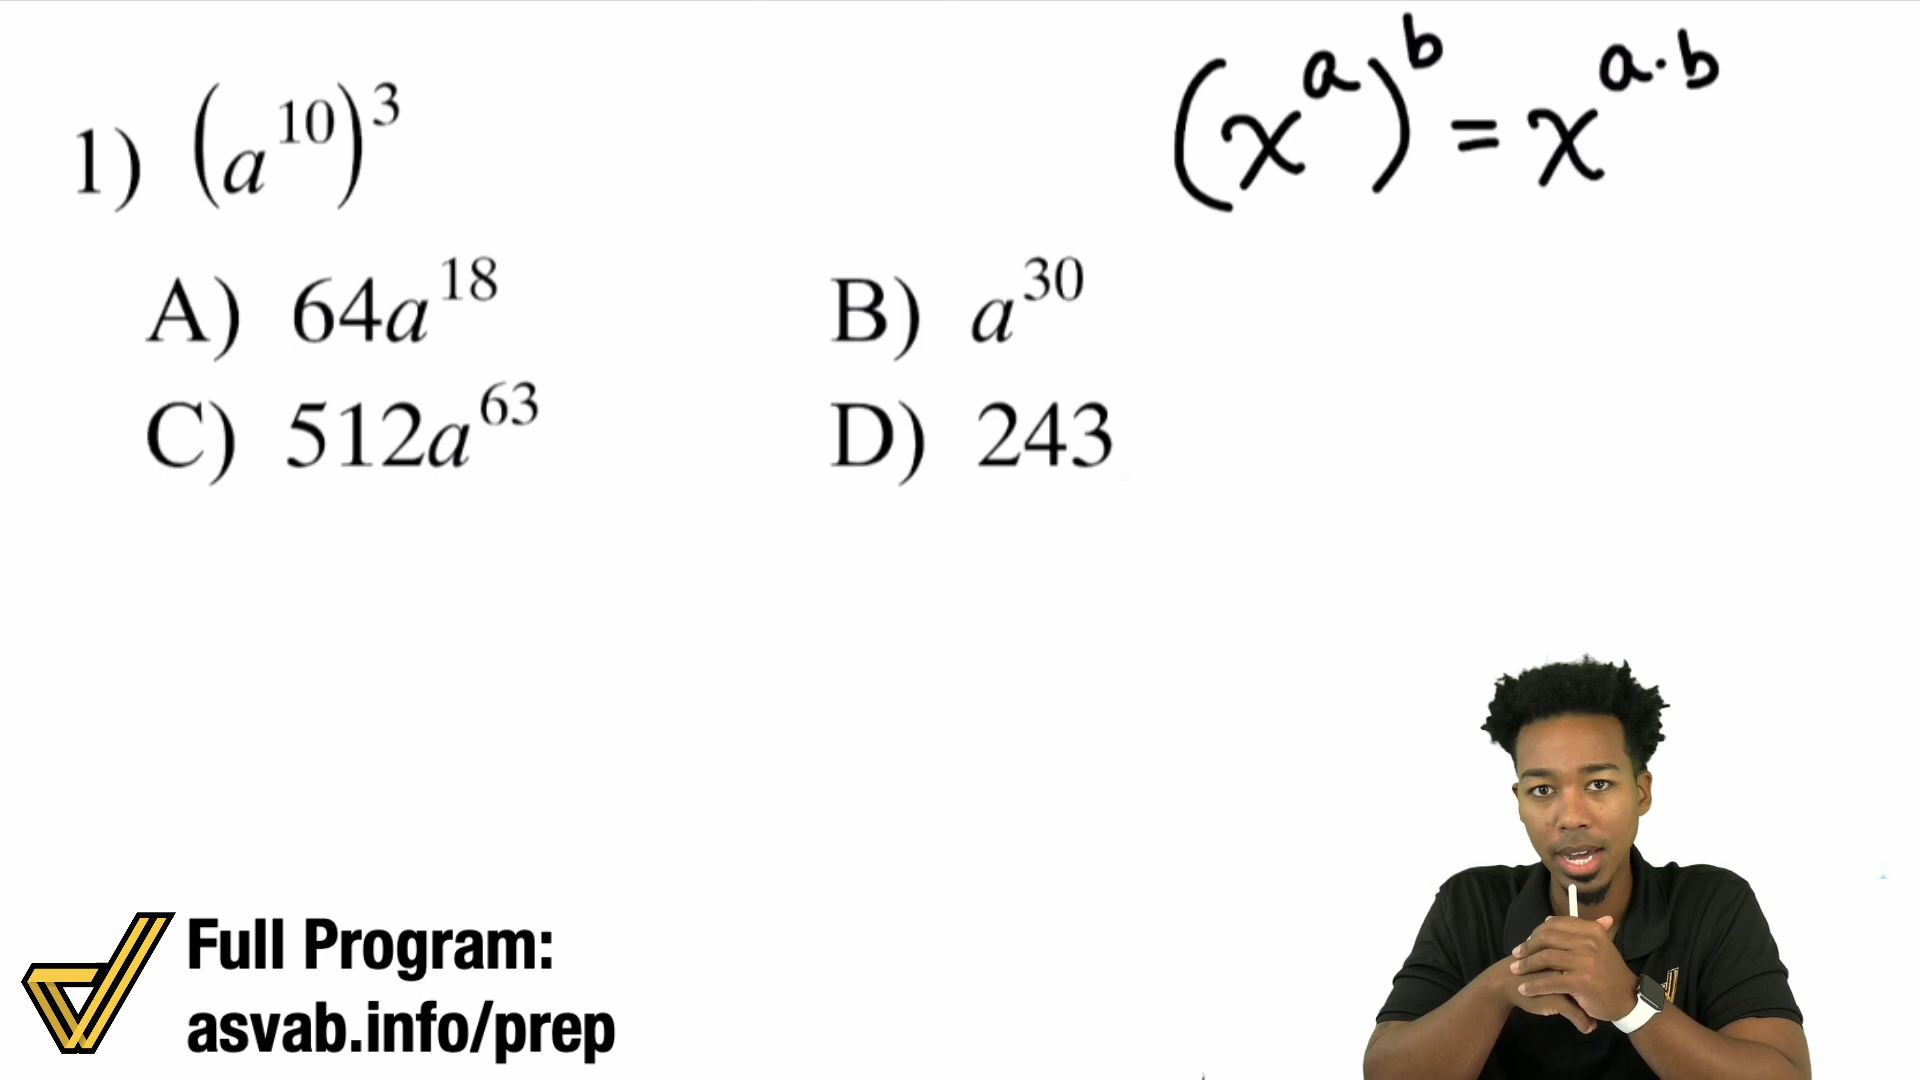 1) (a^10)^3
(x^a)^b = x^a·b
A) 64a^18
B) a^30
C) 512a^63
D) 243
Full Program:
asvab.info/prep